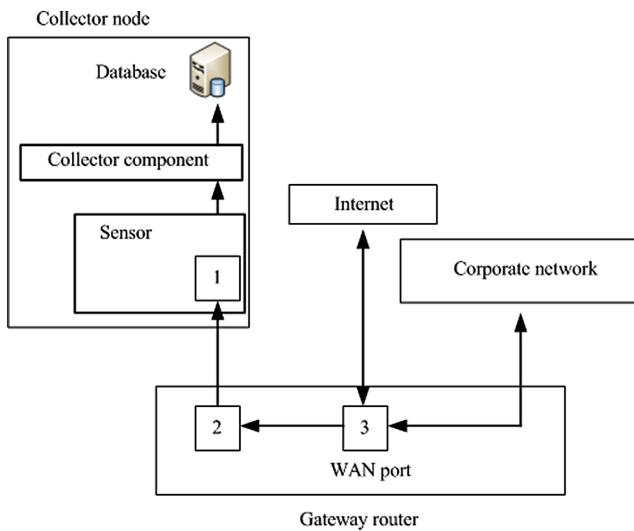 Collector node
Database
Collector component
Sensor
1
Internet
Corporate network
2
3
WAN port
Gateway router